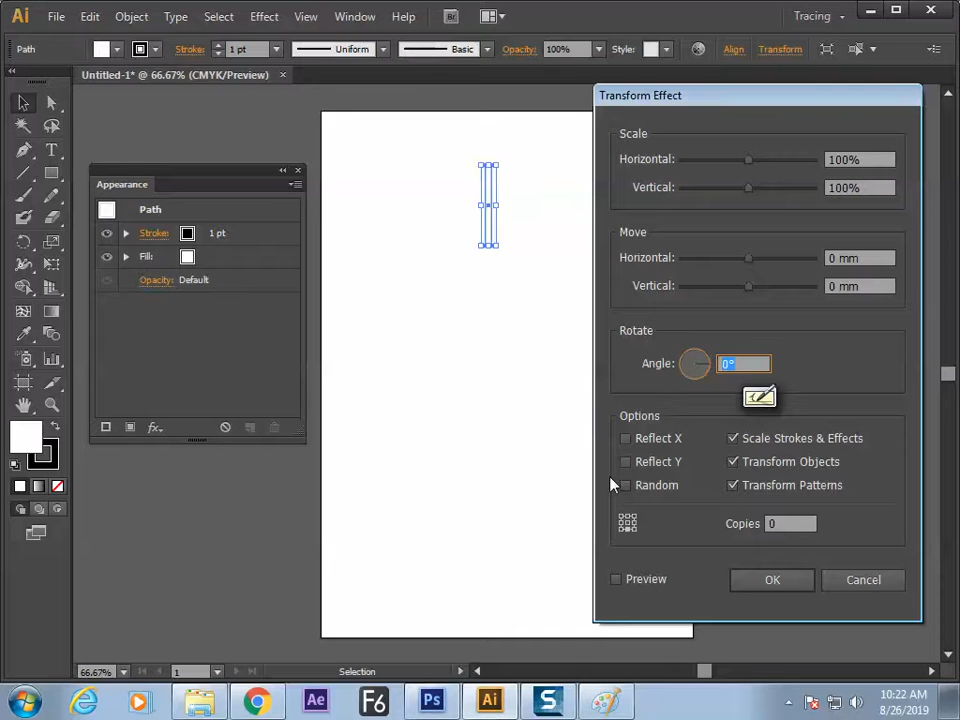 Ai File Edit Object Type Select Effect View Window Help Br Tracing
Path Stroke: 1 pt Uniform Basic Opacity: 100% Style: Align Transform
Untitled-1* @ 66.67% (CMYK/Preview)
Transform Effect
Scale
Horizontal: 100%
Vertical: 100%
Move
Horizontal: 0 mm
Vertical: 0 mm
Rotate
Angle: 0°
Options
Reflect X Scale Strokes & Effects
Reflect Y Transform Objects
Random Transform Patterns
Copies 0
Preview OK Cancel
Appearance
Path
Stroke: 1 pt
Fill:
Opacity: Default
fx
T
66.67% 1 Selection
Ae F6 Ps Ai S
10:22 AM
8/26/2019